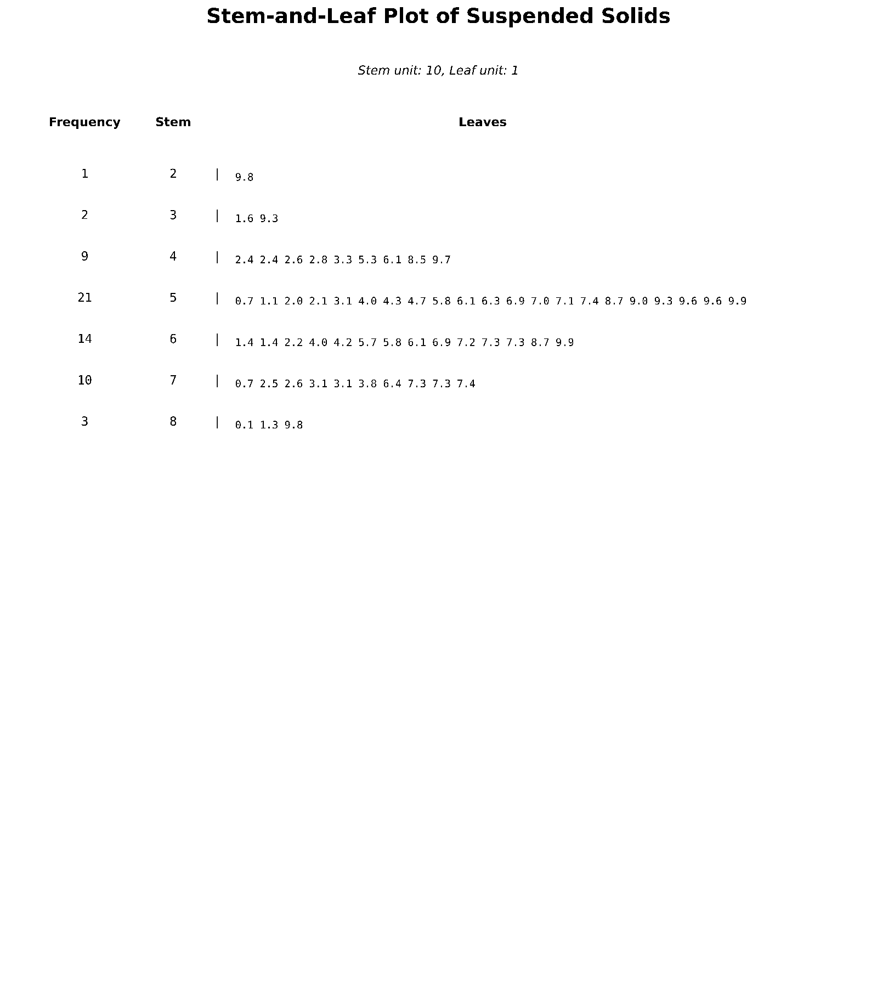 Stem-and-Leaf Plot of Suspended Solids
Stem unit: 10, Leaf unit: 1
Frequency Stem Leaves
1 2 | 9.8
2 3 | 1.6 9.3
9 4 | 2.4 2.4 2.6 2.8 3.3 5.3 6.1 8.5 9.7
21 5 | 0.7 1.1 2.0 2.1 3.1 4.0 4.3 4.7 5.8 6.1 6.3 6.9 7.0 7.1 7.4 8.7 9.0 9.3 9.6 9.6 9.9
14 6 | 1.4 1.4 2.2 4.0 4.2 5.7 5.8 6.1 6.9 7.2 7.3 7.3 8.7 9.9
10 7 | 0.7 2.5 2.6 3.1 3.1 3.8 6.4 7.3 7.3 7.4
3 8 | 0.1 1.3 9.8